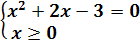 x² + 2x − 3 = 0
x ≥ 0